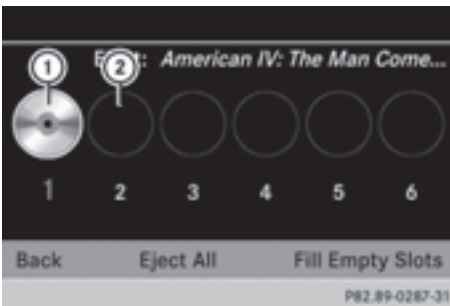 Eject: American IV: The Man Come...
1 2
1 2 3 4 5 6
Back Eject All Fill Empty Slots
P82.89-0287-31